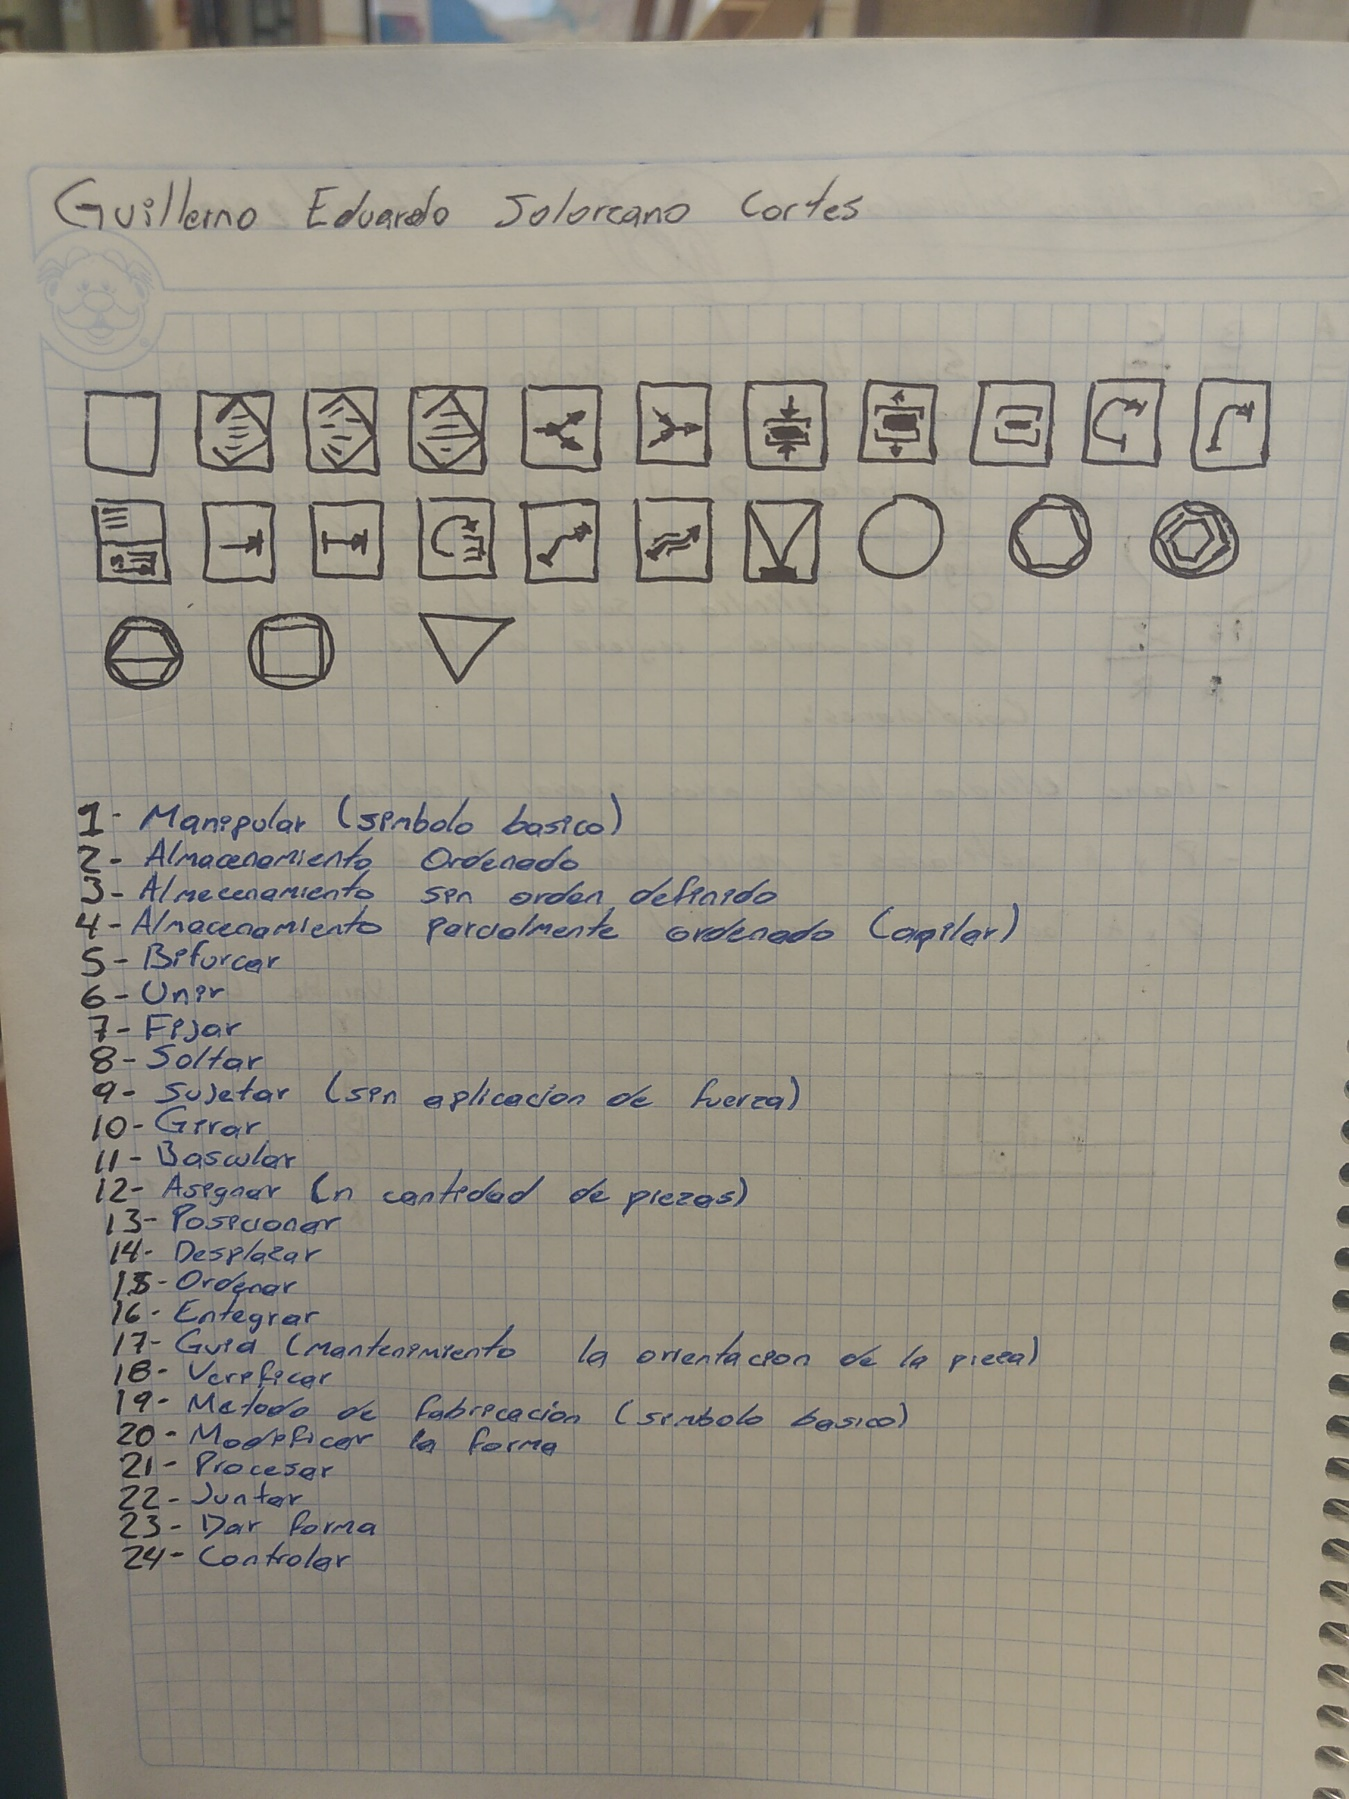 Guillermo Eduardo Solorcano Cortes
1- Manipular (simbolo basico)
2- Almacenamiento Ordenado
3- Almecenamiento sin orden definido
4- Almacenamiento parcialmente ordenado (apilar)
5- Bifurcar
6- Unir
7- Fijar
8- Soltar
9- Sujetar (sin aplicacion de fuerza)
10- Girar
11- Bascular
12- Asignar (n cantidad de piezas)
13- Posicionar
14- Desplazar
15- Ordenar
16- Entegrar
17- Guia (mantenimiento la orientacion de la pieza)
18- Verificar
19- Metodo de fabricacion (simbolo basico)
20- Modificar la forma
21- Procesar
22- Juntar
23- Dar forma
24- Controlar